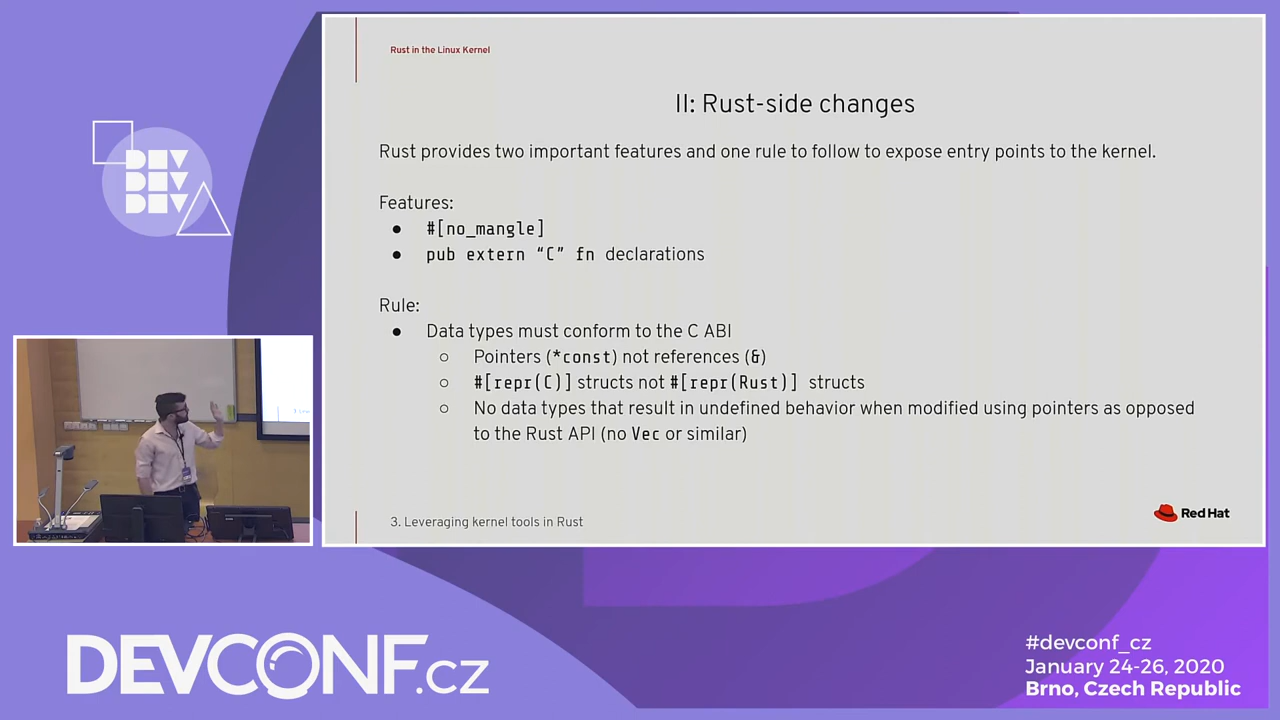 Rust in the Linux Kernel
II: Rust-side changes
Rust provides two important features and one rule to follow to expose entry points to the kernel.
Features:
● #[no_mangle]
● pub extern “C” fn declarations
Rule:
● Data types must conform to the C ABI
○ Pointers (*const) not references (&)
○ #[repr(C)] structs not #[repr(Rust)] structs
○ No data types that result in undefined behavior when modified using pointers as opposed
to the Rust API (no Vec or similar)
3. Leveraging kernel tools in Rust
Red Hat
DEV
DEV
DEV
DEVCONF.cz
#devconf_cz
January 24-26, 2020
Brno, Czech Republic